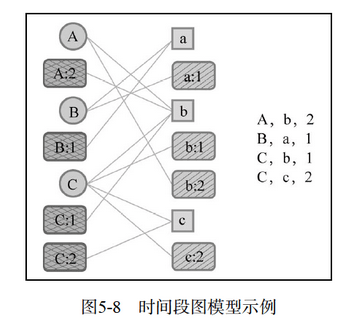 A
a
A:2
a:1
B
b
B:1
b:1
C
b:2
C:1
c
C:2
c:2
A, b, 2
B, a, 1
C, b, 1
C, c, 2
图5-8 时间段图模型示例